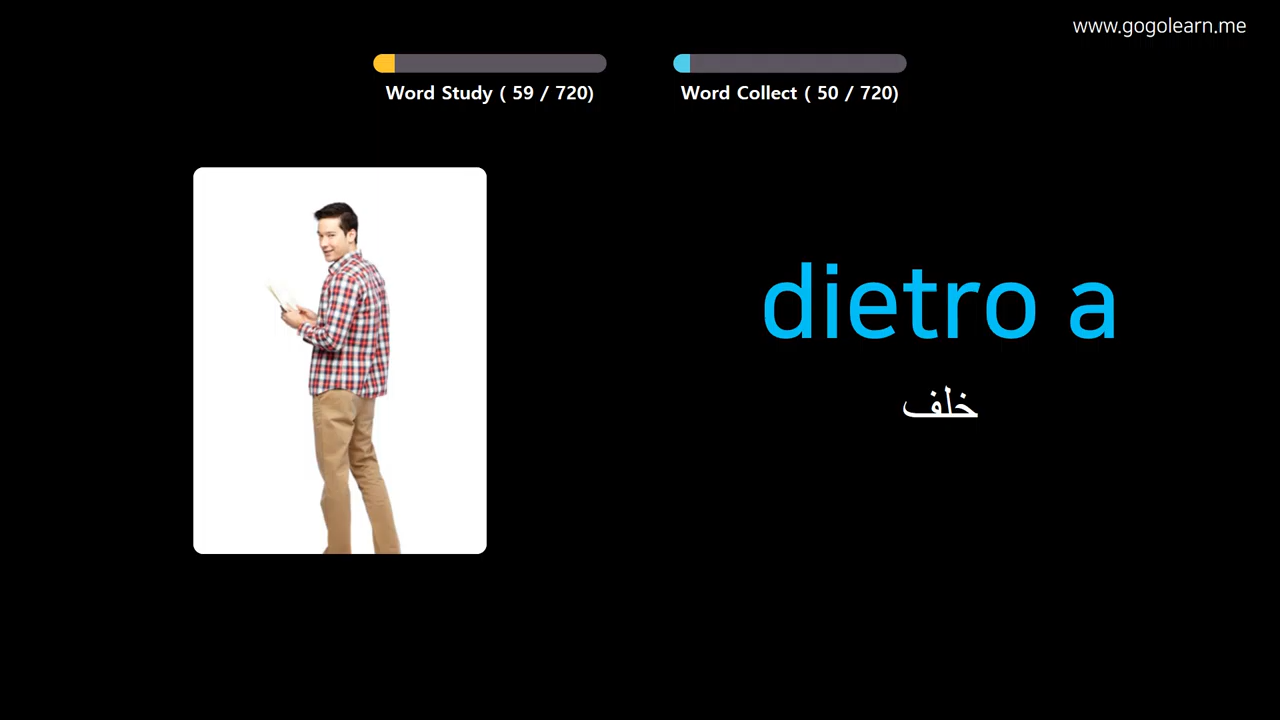 www.gogolearn.me
Word Study ( 59 / 720)
Word Collect ( 50 / 720)
dietro a
خلف